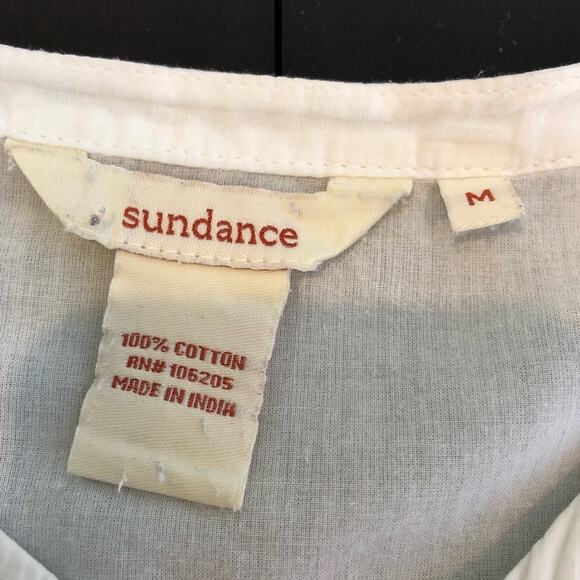 sundance
M
100% COTTON
RN# 106205
MADE IN INDIA